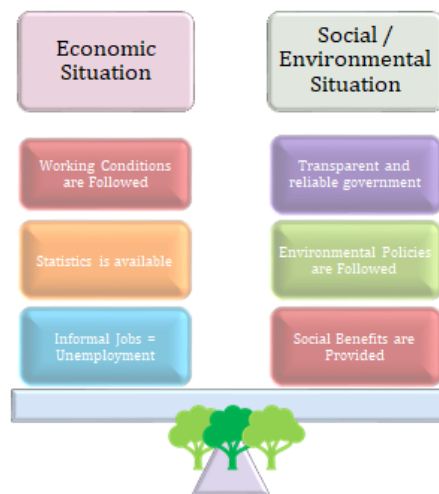 Economic
Situation
Social /
Environmental
Situation
Working Conditions
are Followed
Transparent and
reliable government
Statistics is available
Environmental Policies
are Followed
Informal Jobs =
Unemployment
Social Benefits are
Provided